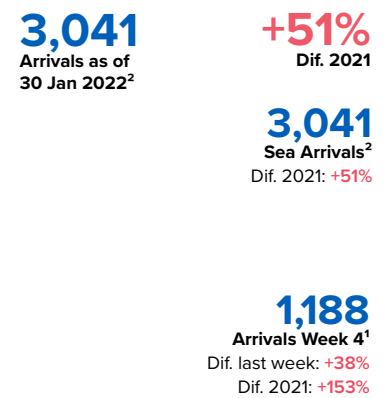 3,041
Arrivals as of
30 Jan 2022²
+51%
Dif. 2021
3,041
Sea Arrivals²
Dif. 2021: +51%
1,188
Arrivals Week 4¹
Dif. last week: +38%
Dif. 2021: +153%